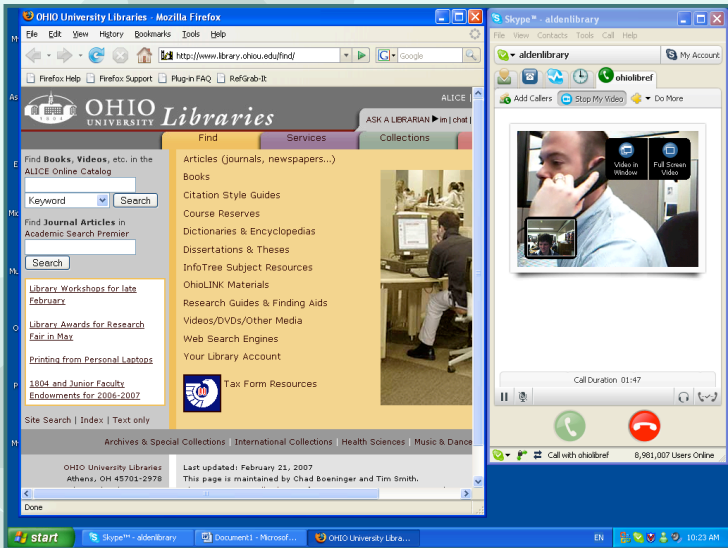 OHIO University Libraries - Mozilla Firefox
File Edit View History Bookmarks Tools Help
http://www.library.ohiou.edu/find/
Google
Firefox Help Firefox Support Plug-in FAQ RefGrab-It
ALICE |
OHIO
UNIVERSITY
Libraries
ASK A LIBRARIAN im | chat |
Find Services Collections
Find Books, Videos, etc. in the
ALICE Online Catalog
Keyword Search
Find Journal Articles in
Academic Search Premier
Search
Library Workshops for late
February
Library Awards for Research
Fair in May
Printing from Personal Laptops
1804 and Junior Faculty
Endowments for 2006-2007
Site Search | Index | Text only
Articles (journals, newspapers...)
Books
Citation Style Guides
Course Reserves
Dictionaries & Encyclopedias
Dissertations & Theses
InfoTree Subject Resources
OhioLINK Materials
Research Guides & Finding Aids
Videos/DVDs/Other Media
Web Search Engines
Your Library Account
Tax Form Resources
Archives & Special Collections | International Collections | Health Sciences | Music & Dance
OHIO University Libraries
Athens, OH 45701-2978
Last updated: February 21, 2007
This page is maintained by Chad Boeninger and Tim Smith.
Done
Skype™ - aldenlibrary
File View Contacts Tools Call Help
aldenlibrary
My Account
ohiolibref
Add Callers Stop My Video Do More
Video in
Window
Full Screen
Video
Call Duration 01:47
Call with ohiolibref
8,981,007 Users Online
start
Skype™ - aldenlibrary
Document1 - Microsof...
OHIO University Libra...
EN
10:23 AM